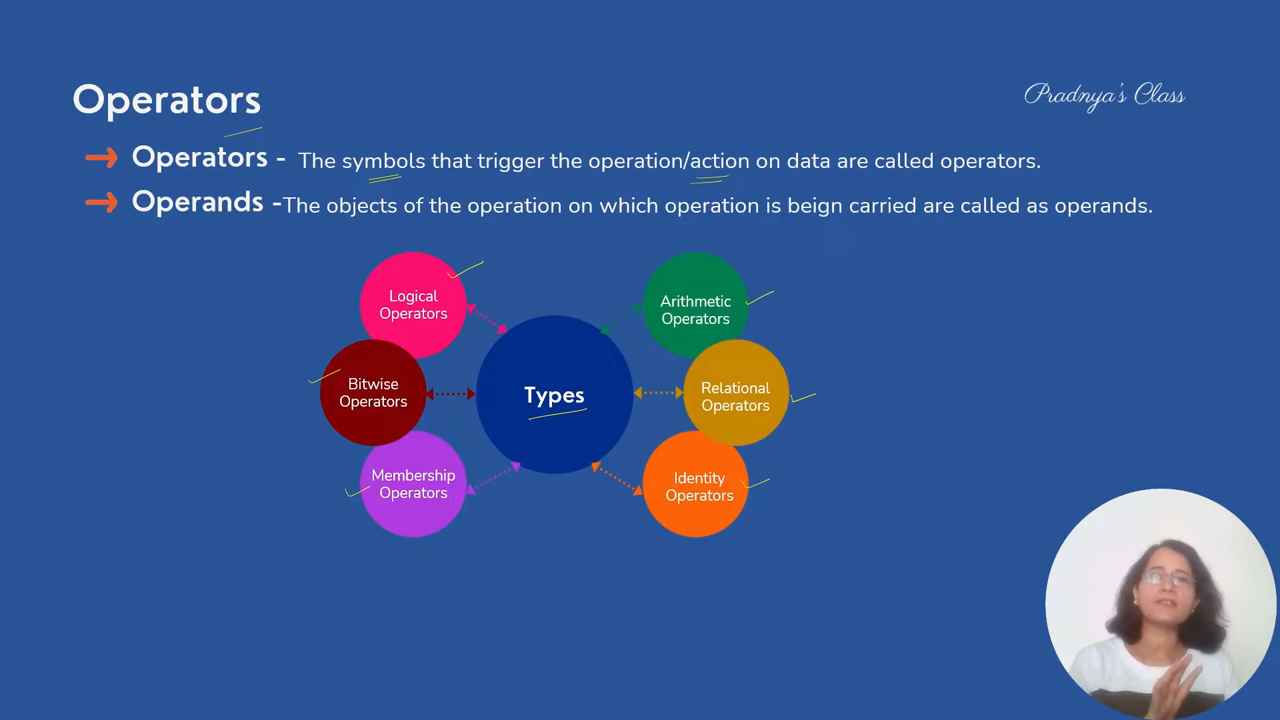 Operators
Pradnya's Class
Operators - The symbols that trigger the operation/action on data are called operators.
Operands -The objects of the operation on which operation is beign carried are called as operands.
Logical
Operators
Arithmetic
Operators
Bitwise
Operators
Types
Relational
Operators
Membership
Operators
Identity
Operators